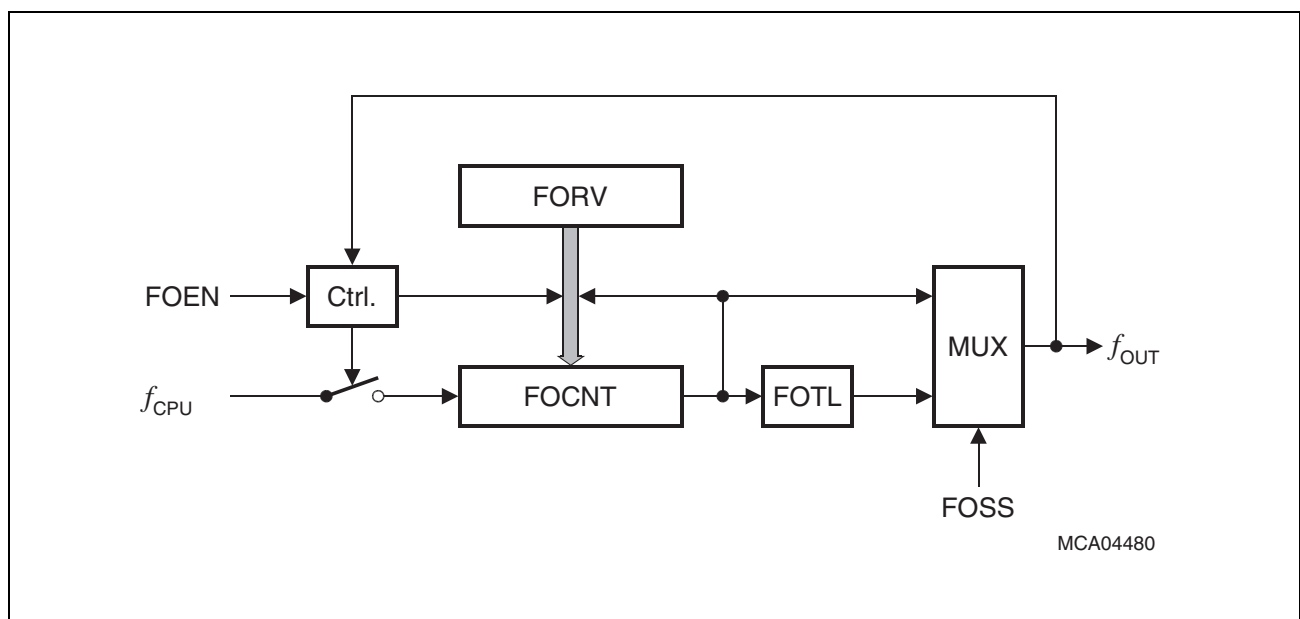 FORV
FOEN
Ctrl.
MUX
fOUT
fCPU
FOCNT
FOTL
FOSS
MCA04480